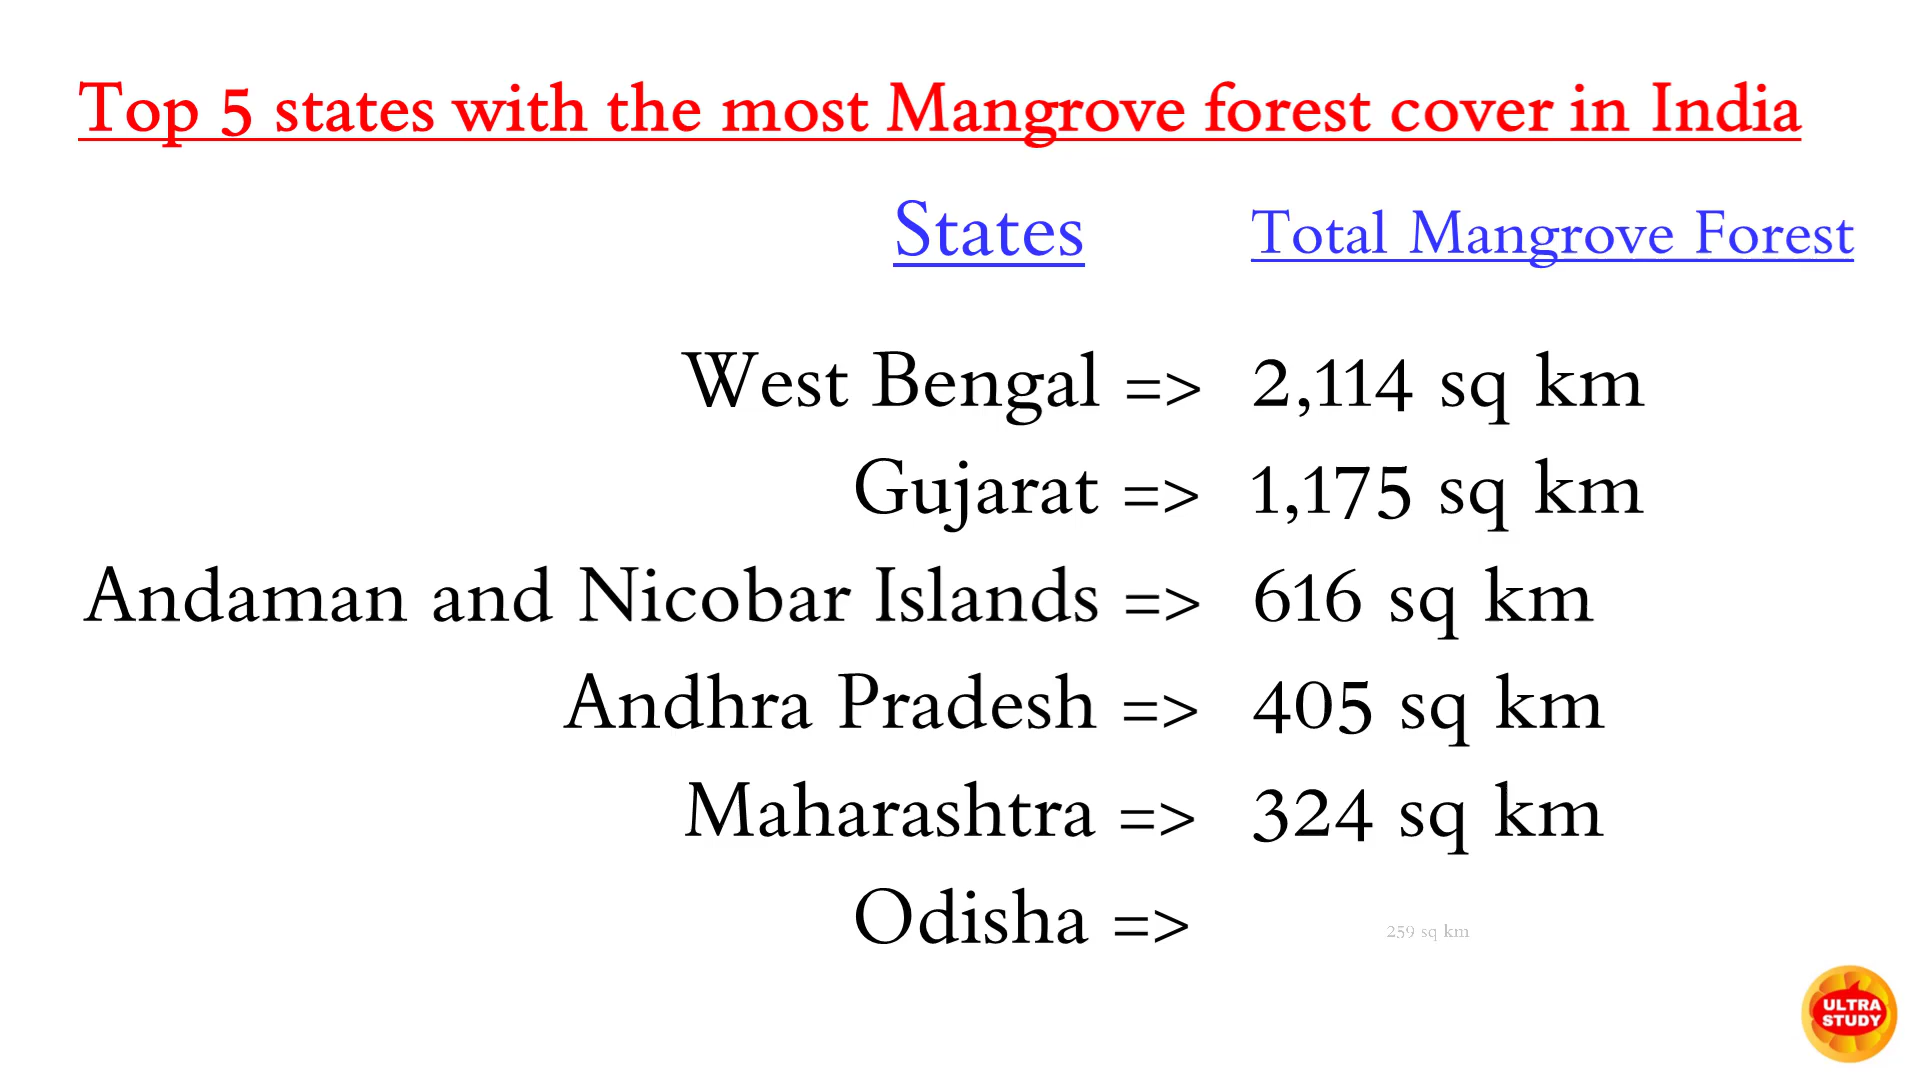 Top 5 states with the most Mangrove forest cover in India
States Total Mangrove Forest
West Bengal => 2,114 sq km
Gujarat => 1,175 sq km
Andaman and Nicobar Islands => 616 sq km
Andhra Pradesh => 405 sq km
Maharashtra => 324 sq km
Odisha => 259 sq km
ULTRA
STUDY